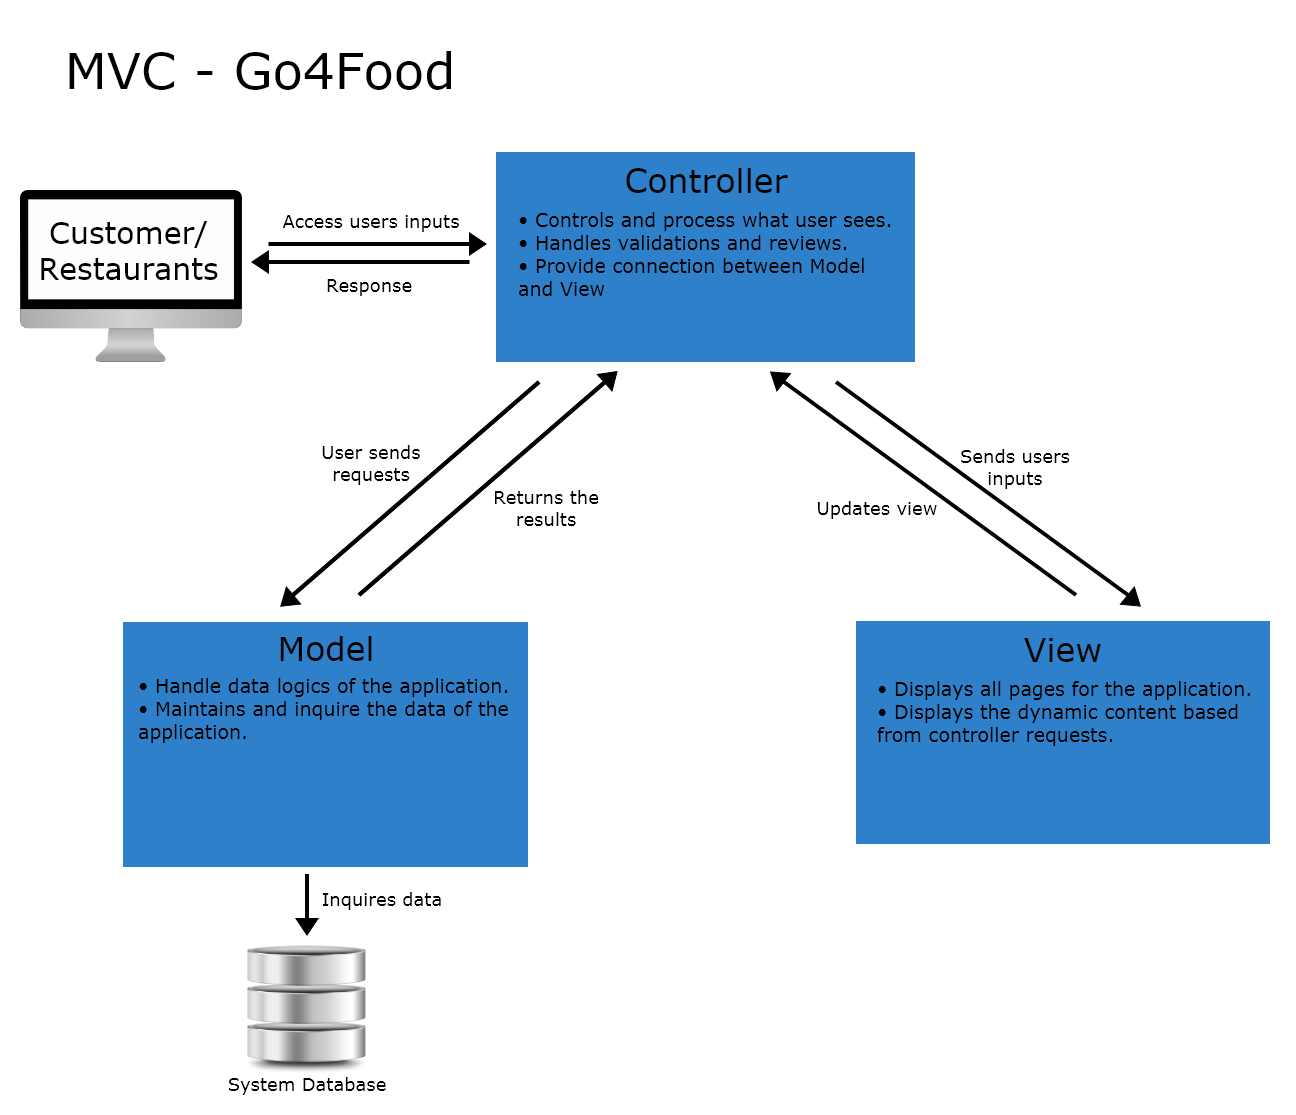 MVC - Go4Food
Controller
• Controls and process what user sees.
• Handles validations and reviews.
• Provide connection between Model
and View
Customer/
Restaurants
Access users inputs
Response
User sends
requests
Returns the
results
Sends users
inputs
Updates view
Model
• Handle data logics of the application.
• Maintains and inquire the data of the
application.
View
• Displays all pages for the application.
• Displays the dynamic content based
from controller requests.
Inquires data
System Database